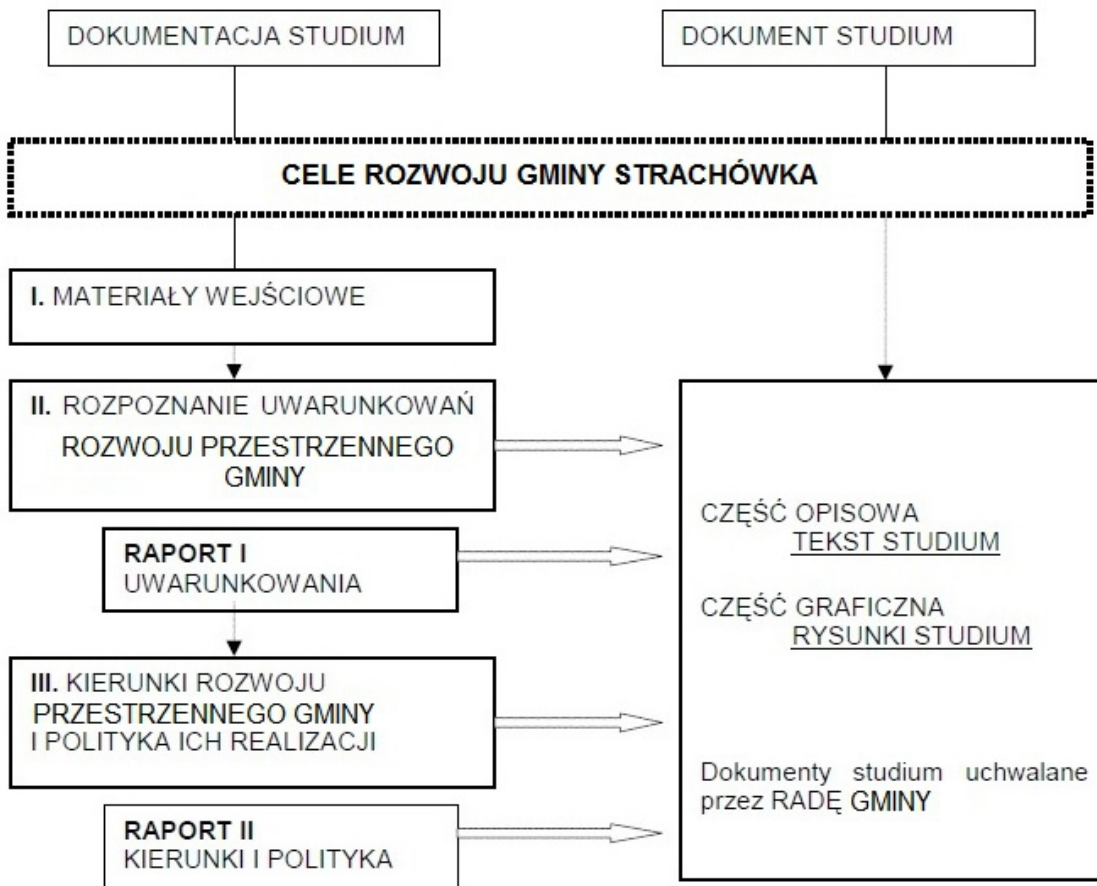 DOKUMENTACJA STUDIUM
DOKUMENT STUDIUM
CELE ROZWOJU GMINY STRACHÓWKA
I. MATERIAŁY WEJŚCIOWE
II. ROZPOZNANIE UWARUNKOWAŃ
ROZWOJU PRZESTRZENNEGO
GMINY
RAPORT I
UWARUNKOWANIA
III. KIERUNKI ROZWOJU
PRZESTRZENNEGO GMINY
I POLITYKA ICH REALIZACJI
RAPORT II
KIERUNKI I POLITYKA
CZĘŚĆ OPISOWA
TEKST STUDIUM
CZĘŚĆ GRAFICZNA
RYSUNKI STUDIUM
Dokumenty studium uchwalane
przez RADĘ GMINY